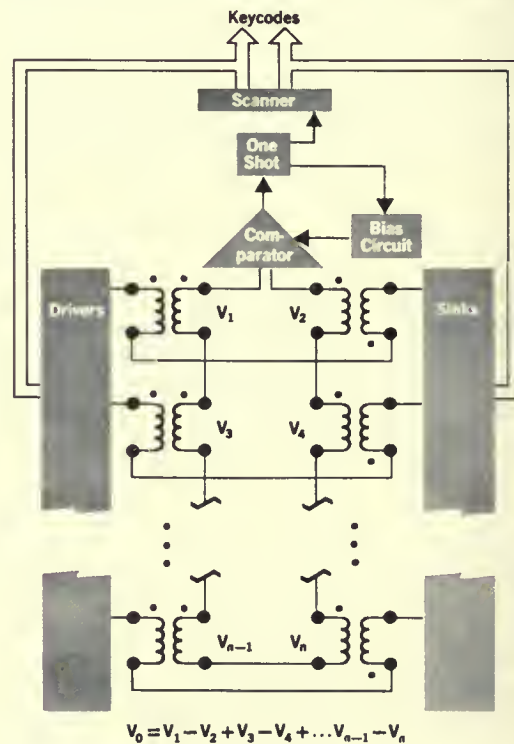 Keycodes
Scanner
One
Shot
Com-
parator
Bias
Circuit
Drivers
V₁
V₂
Sinks
V₃
V₄
Vₙ₋₁
Vₙ
V₀ = V₁ – V₂ + V₃ – V₄ + ... Vₙ₋₁ – Vₙ